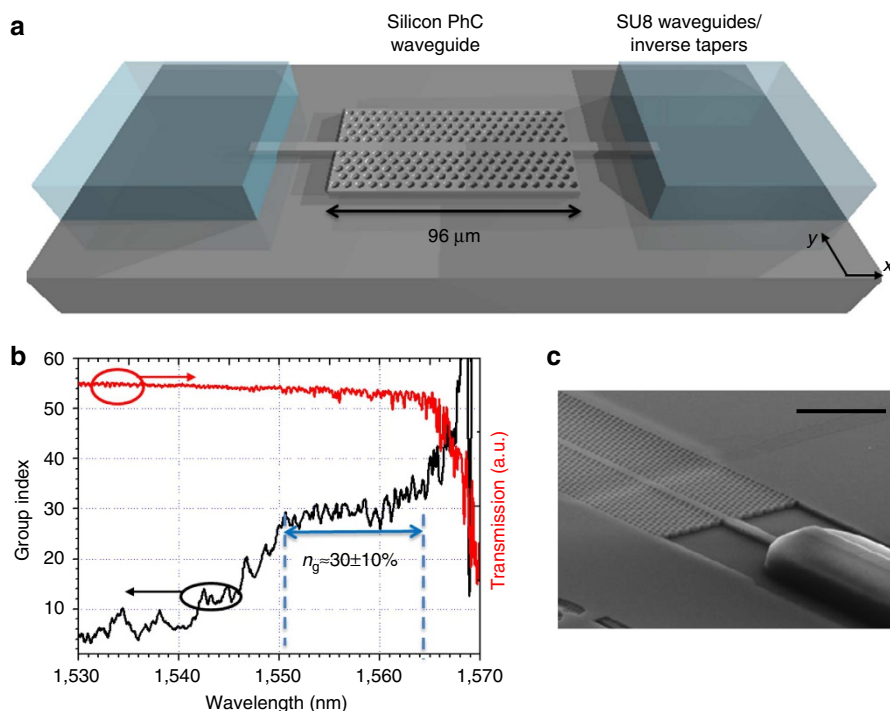 a
Silicon PhC
waveguide
SU8 waveguides/
inverse tapers
96 μm
y
x
b
60
50
40
30
20
10
Group index
Transmission (a.u.)
ng≈30±10%
1,530
1,540
1,550
1,560
1,570
Wavelength (nm)
c